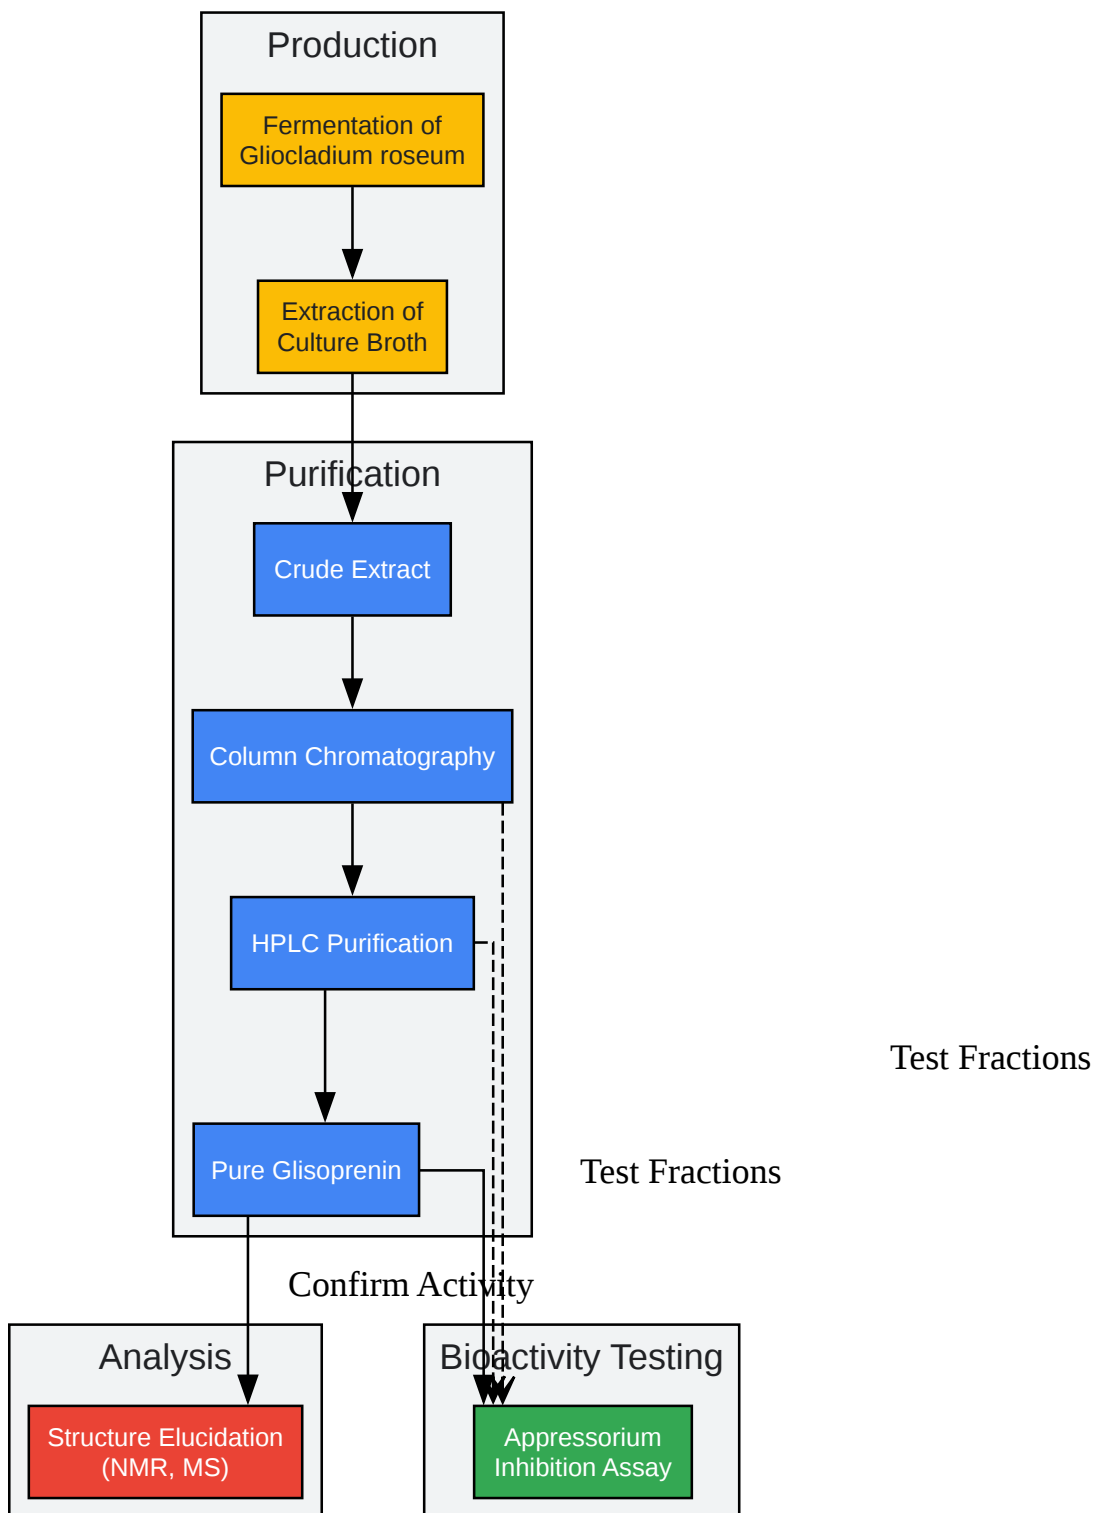 Production
Fermentation of
Gliocladium roseum
Extraction of
Culture Broth
Purification
Crude Extract
Column Chromatography
HPLC Purification
Test Fractions
Pure Glisoprenin
Test Fractions
Confirm Activity
Analysis
Bioactivity Testing
Structure Elucidation
(NMR, MS)
Appressorium
Inhibition Assay